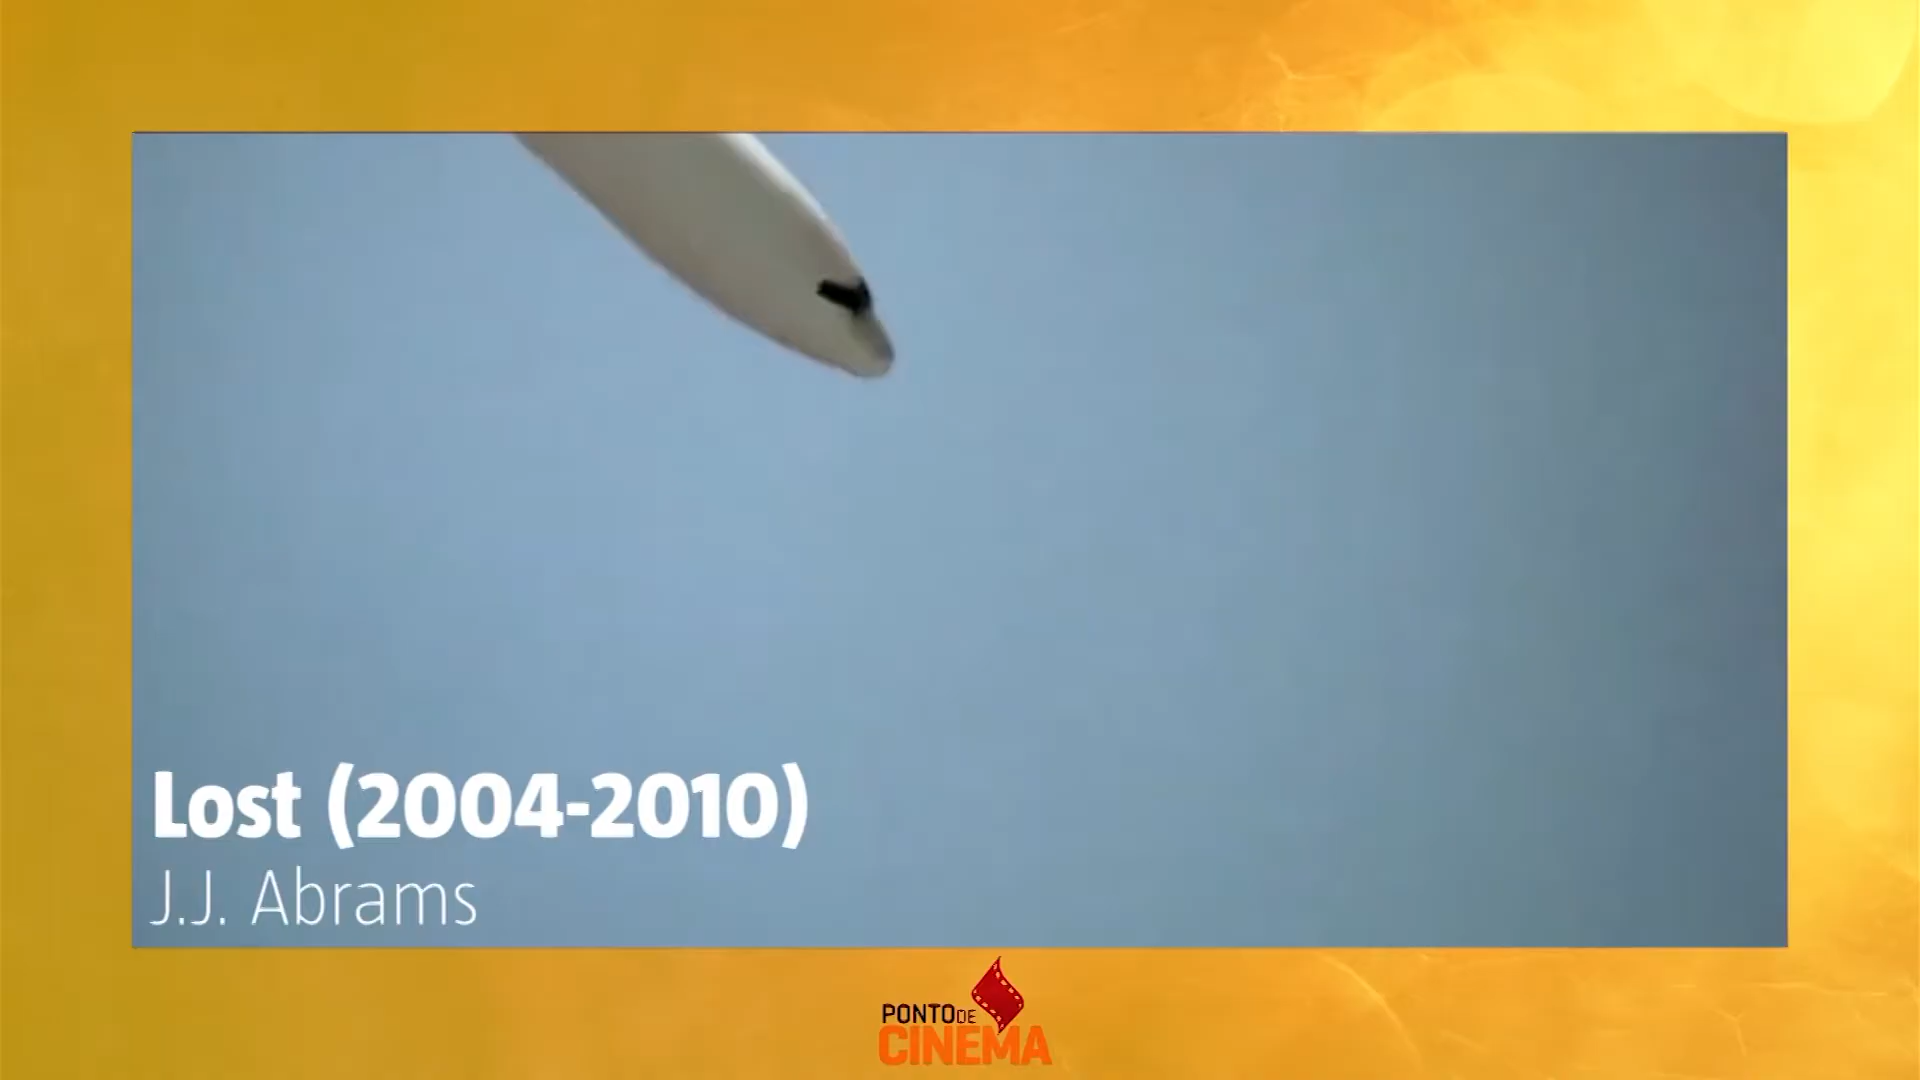 Lost (2004-2010)
J.J. Abrams
PONTO DE
CINEMA